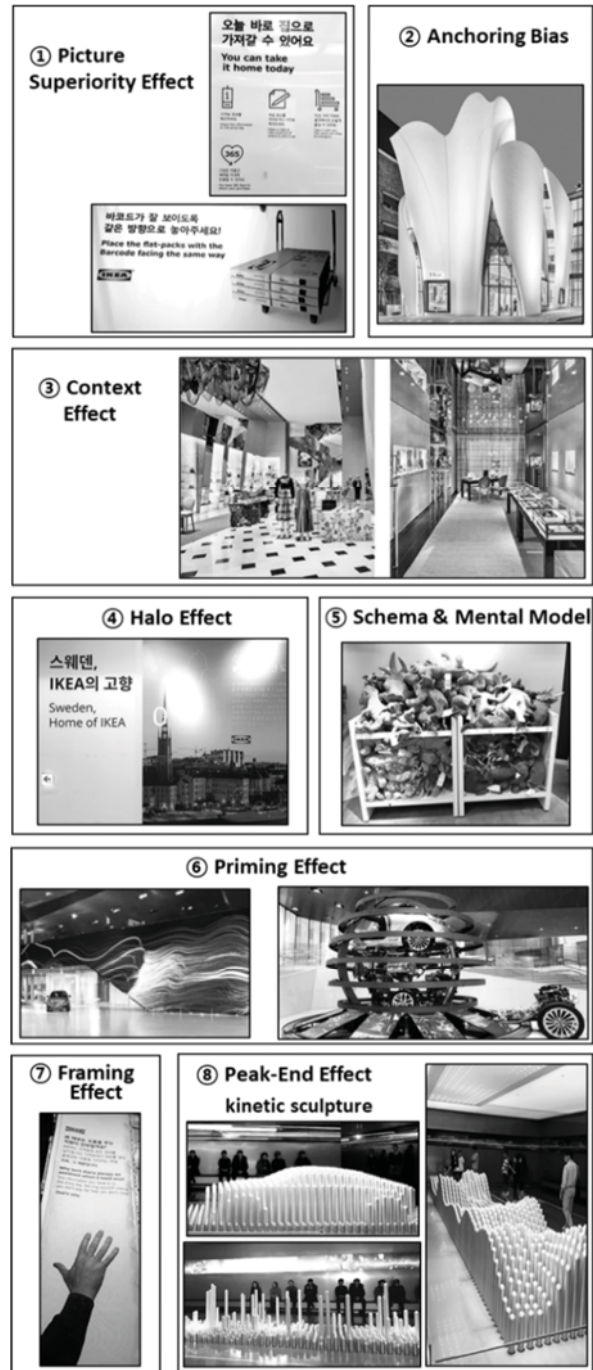 ① Picture
Superiority Effect
오늘 바로 집으로
가져갈 수 있어요
You can take
it home today
365
바코드가 잘 보이도록
같은 방향으로 놓아주세요!
Place the flat-packs with the
Barcode facing the same way
IKEA
② Anchoring Bias
③ Context
Effect
④ Halo Effect
스웨덴,
IKEA의 고향
Sweden,
Home of IKEA
IKEA
⑤ Schema & Mental Model
⑥ Priming Effect
⑦ Framing
Effect
⑧ Peak-End Effect
kinetic sculpture